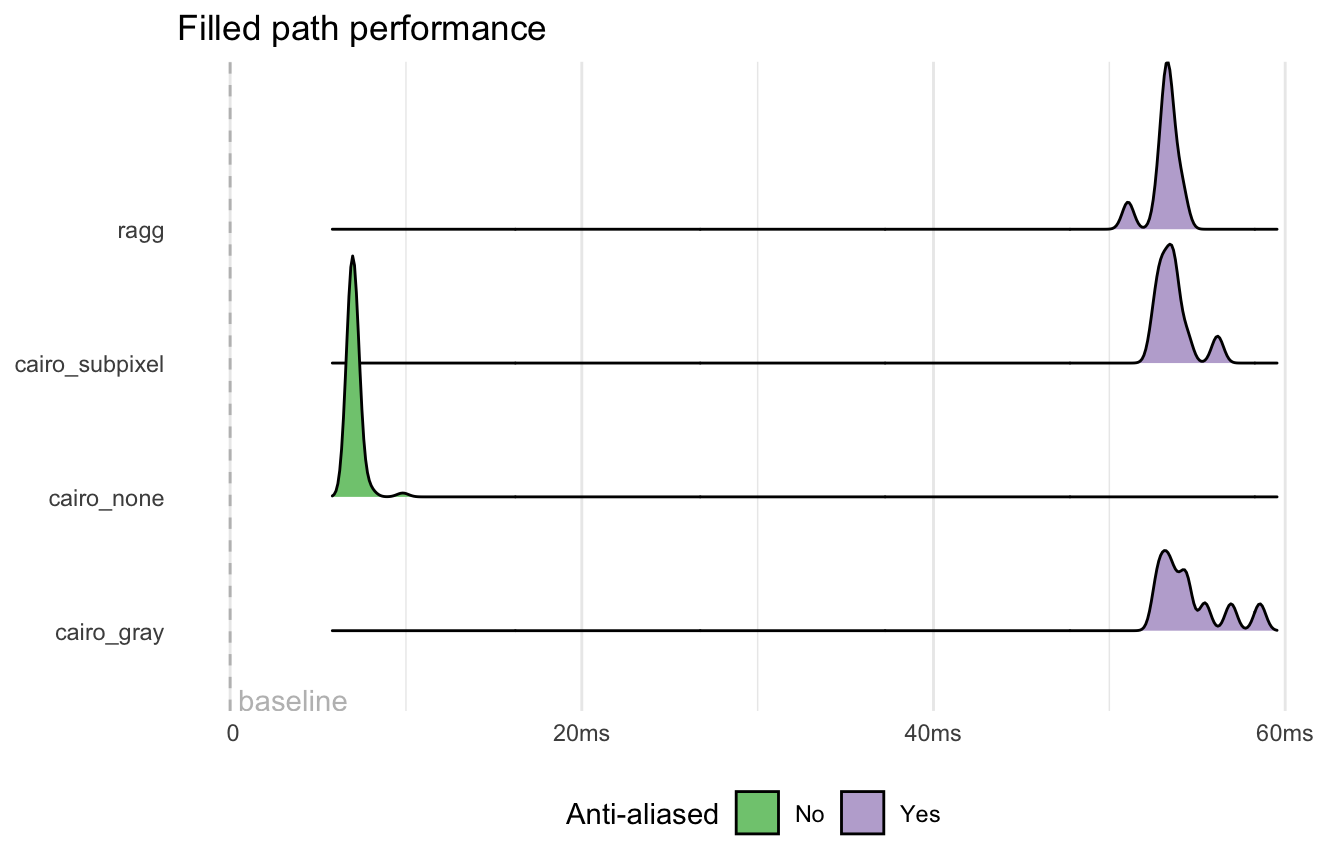 Filled path performance
ragg
cairo_subpixel
cairo_none
cairo_gray
baseline
0 20ms 40ms 60ms
Anti-aliased No Yes